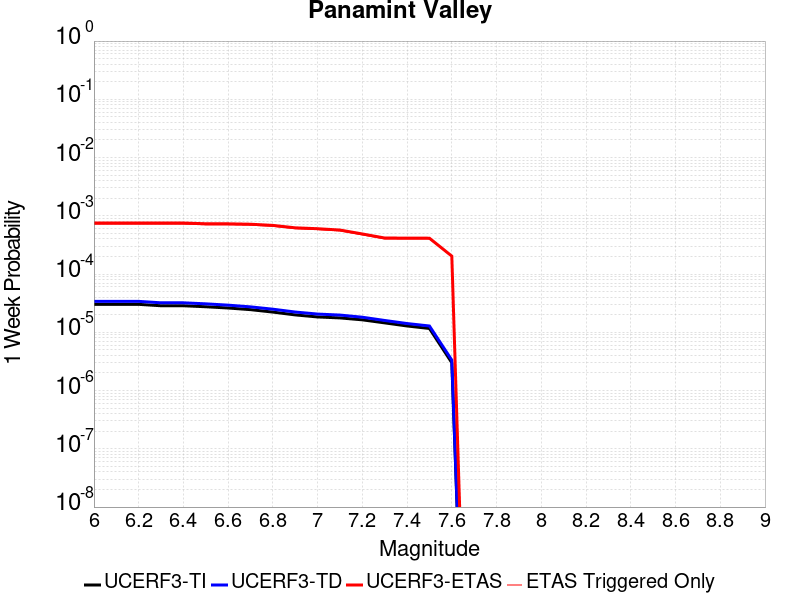 Panamint Valley
10 0
10 -1
10 -2
10 -3
10 -4
10 -5
10 -6
10 -7
10 -8
1 Week Probability
6 6.2 6.4 6.6 6.8 7 7.2 7.4 7.6 7.8 8 8.2 8.4 8.6 8.8 9
Magnitude
UCERF3-TI UCERF3-TD UCERF3-ETAS ETAS Triggered Only